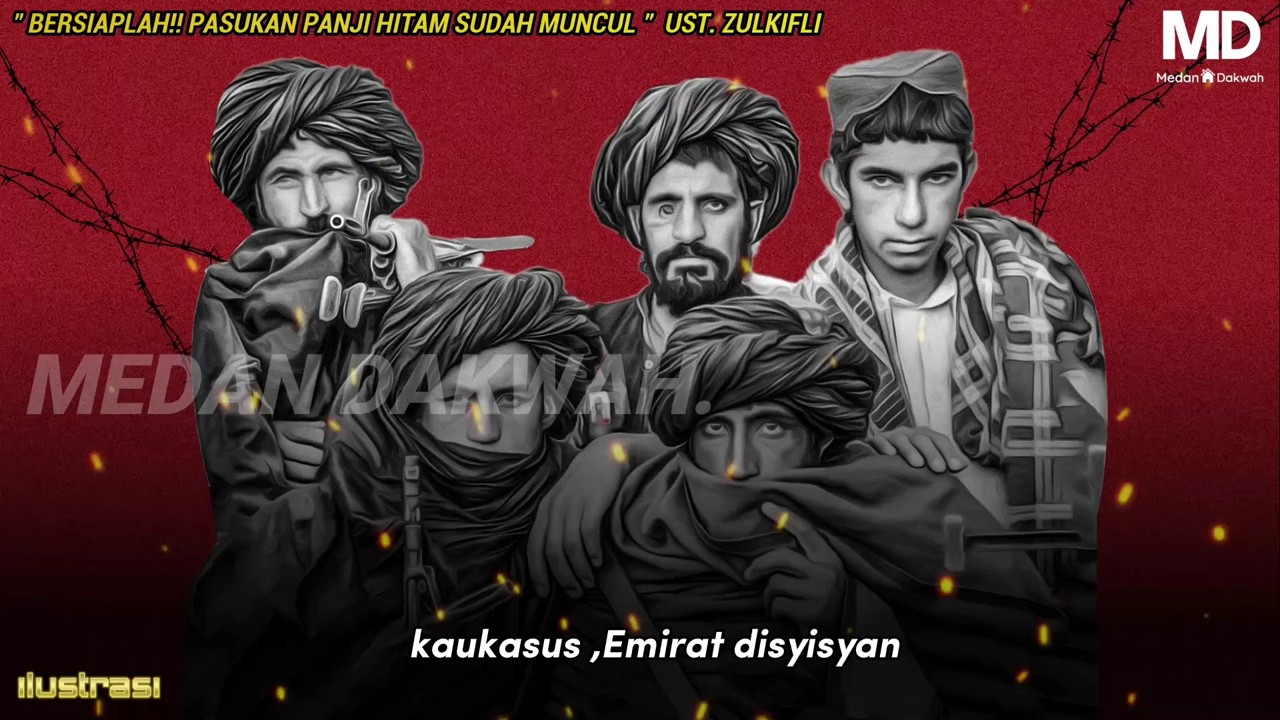 " BERSIAPLAH!! PASUKAN PANJI HITAM SUDAH MUNCUL " UST. ZULKIFLI
MD
Medan Dakwah
MEDAN DAKWAH.
kaukasus ,Emirat disyisyan
ilustrasi